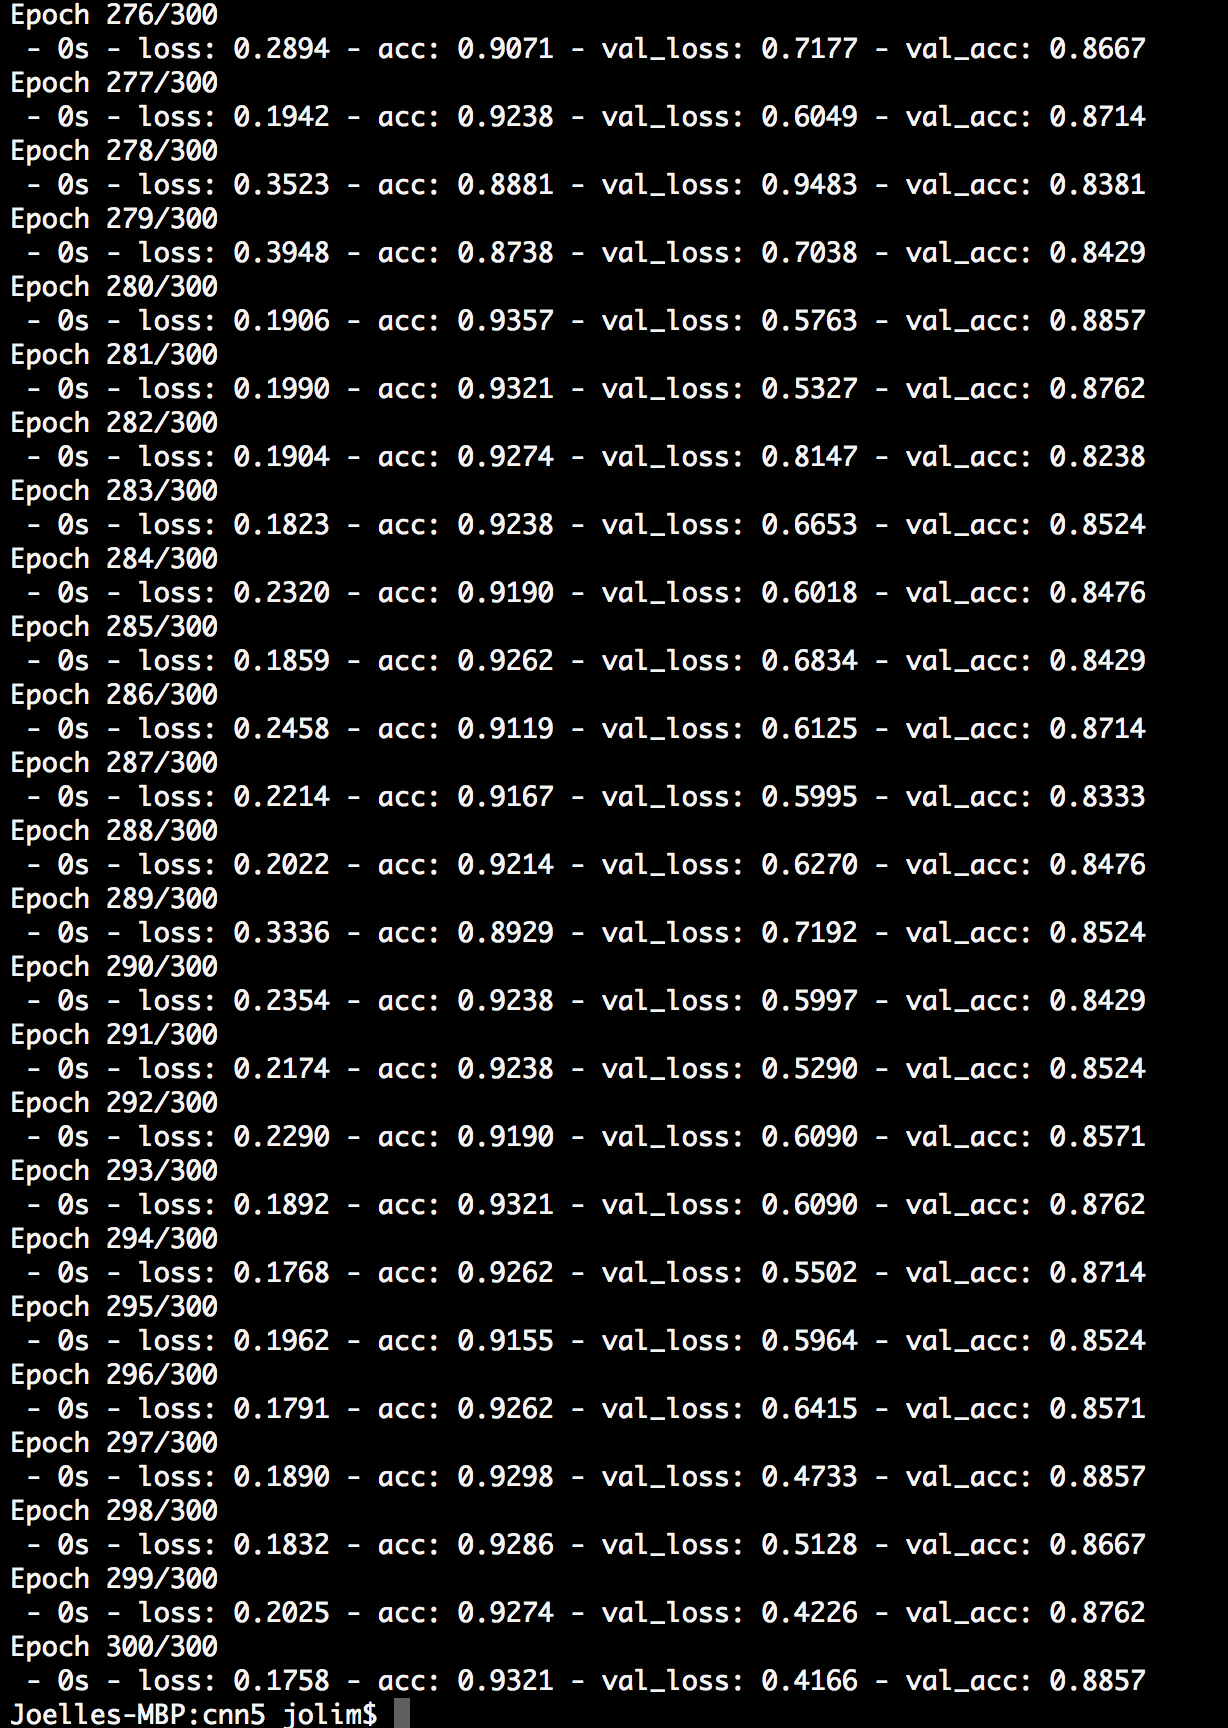 Epoch 276/300
 - 0s - loss: 0.2894 - acc: 0.9071 - val_loss: 0.7177 - val_acc: 0.8667
Epoch 277/300
 - 0s - loss: 0.1942 - acc: 0.9238 - val_loss: 0.6049 - val_acc: 0.8714
Epoch 278/300
 - 0s - loss: 0.3523 - acc: 0.8881 - val_loss: 0.9483 - val_acc: 0.8381
Epoch 279/300
 - 0s - loss: 0.3948 - acc: 0.8738 - val_loss: 0.7038 - val_acc: 0.8429
Epoch 280/300
 - 0s - loss: 0.1906 - acc: 0.9357 - val_loss: 0.5763 - val_acc: 0.8857
Epoch 281/300
 - 0s - loss: 0.1990 - acc: 0.9321 - val_loss: 0.5327 - val_acc: 0.8762
Epoch 282/300
 - 0s - loss: 0.1904 - acc: 0.9274 - val_loss: 0.8147 - val_acc: 0.8238
Epoch 283/300
 - 0s - loss: 0.1823 - acc: 0.9238 - val_loss: 0.6653 - val_acc: 0.8524
Epoch 284/300
 - 0s - loss: 0.2320 - acc: 0.9190 - val_loss: 0.6018 - val_acc: 0.8476
Epoch 285/300
 - 0s - loss: 0.1859 - acc: 0.9262 - val_loss: 0.6834 - val_acc: 0.8429
Epoch 286/300
 - 0s - loss: 0.2458 - acc: 0.9119 - val_loss: 0.6125 - val_acc: 0.8714
Epoch 287/300
 - 0s - loss: 0.2214 - acc: 0.9167 - val_loss: 0.5995 - val_acc: 0.8333
Epoch 288/300
 - 0s - loss: 0.2022 - acc: 0.9214 - val_loss: 0.6270 - val_acc: 0.8476
Epoch 289/300
 - 0s - loss: 0.3336 - acc: 0.8929 - val_loss: 0.7192 - val_acc: 0.8524
Epoch 290/300
 - 0s - loss: 0.2354 - acc: 0.9238 - val_loss: 0.5997 - val_acc: 0.8429
Epoch 291/300
 - 0s - loss: 0.2174 - acc: 0.9238 - val_loss: 0.5290 - val_acc: 0.8524
Epoch 292/300
 - 0s - loss: 0.2290 - acc: 0.9190 - val_loss: 0.6090 - val_acc: 0.8571
Epoch 293/300
 - 0s - loss: 0.1892 - acc: 0.9321 - val_loss: 0.6090 - val_acc: 0.8762
Epoch 294/300
 - 0s - loss: 0.1768 - acc: 0.9262 - val_loss: 0.5502 - val_acc: 0.8714
Epoch 295/300
 - 0s - loss: 0.1962 - acc: 0.9155 - val_loss: 0.5964 - val_acc: 0.8524
Epoch 296/300
 - 0s - loss: 0.1791 - acc: 0.9262 - val_loss: 0.6415 - val_acc: 0.8571
Epoch 297/300
 - 0s - loss: 0.1890 - acc: 0.9298 - val_loss: 0.4733 - val_acc: 0.8857
Epoch 298/300
 - 0s - loss: 0.1832 - acc: 0.9286 - val_loss: 0.5128 - val_acc: 0.8667
Epoch 299/300
 - 0s - loss: 0.2025 - acc: 0.9274 - val_loss: 0.4226 - val_acc: 0.8762
Epoch 300/300
 - 0s - loss: 0.1758 - acc: 0.9321 - val_loss: 0.4166 - val_acc: 0.8857
Joelles-MBP:cnn5 jolim$